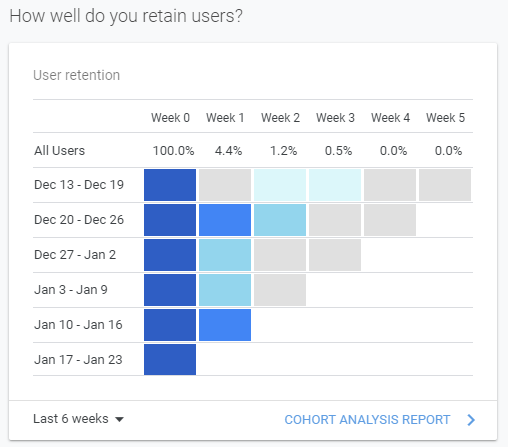 How well do you retain users?
User retention
Week 0 Week 1 Week 2 Week 3 Week 4 Week 5
All Users 100.0% 4.4% 1.2% 0.5% 0.0% 0.0%
Dec 13 - Dec 19
Dec 20 - Dec 26
Dec 27 - Jan 2
Jan 3 - Jan 9
Jan 10 - Jan 16
Jan 17 - Jan 23
Last 6 weeks COHORT ANALYSIS REPORT